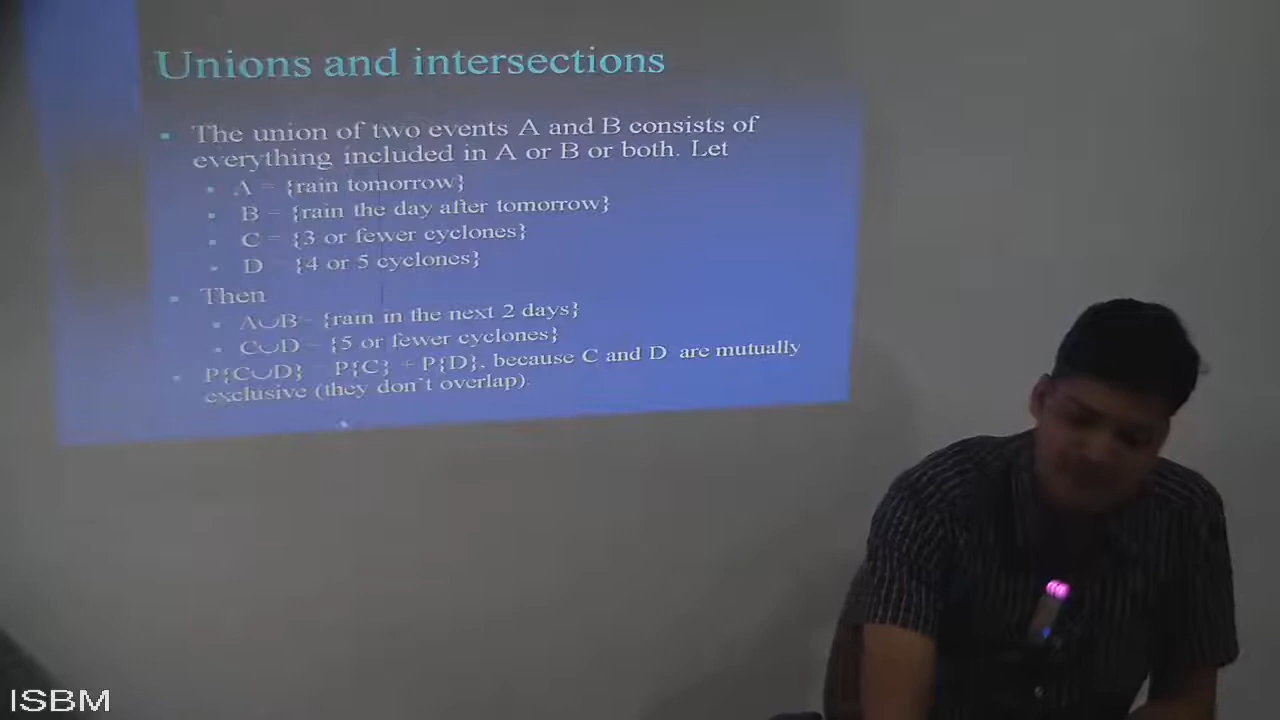 Unions and intersections
The union of two events A and B consists of
everything included in A or B or both. Let
A = {rain tomorrow}
B = {rain the day after tomorrow}
C = {3 or fewer cyclones}
D = {4 or 5 cyclones}
Then
A∪B = {rain in the next 2 days}
C∪D = {5 or fewer cyclones}
P{C∪D} = P{C} + P{D}, because C and D are mutually
exclusive (they don't overlap).
ISBM